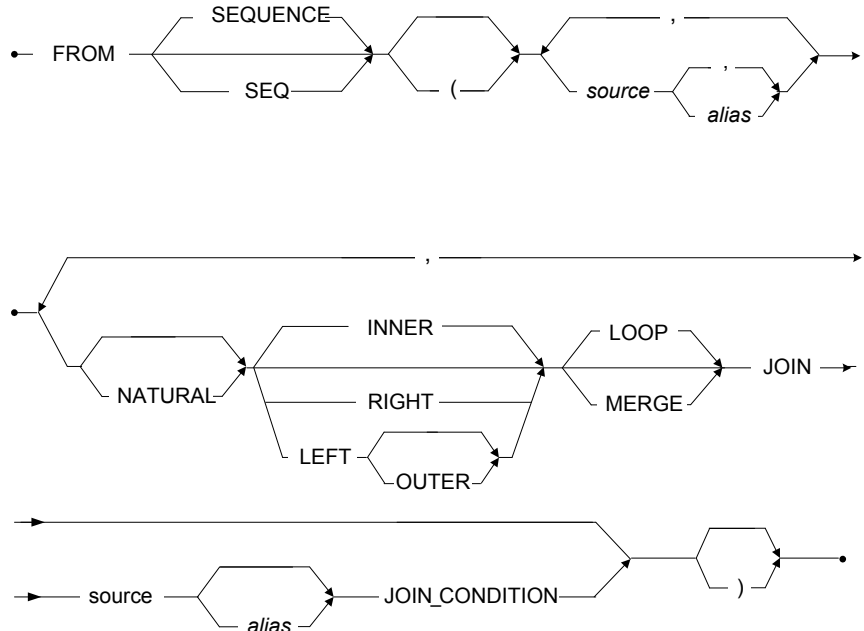 SEQUENCE ,
FROM
SEQ ( source ,
alias
,
INNER LOOP
JOIN
NATURAL RIGHT MERGE
LEFT
OUTER
source JOIN_CONDITION )
alias